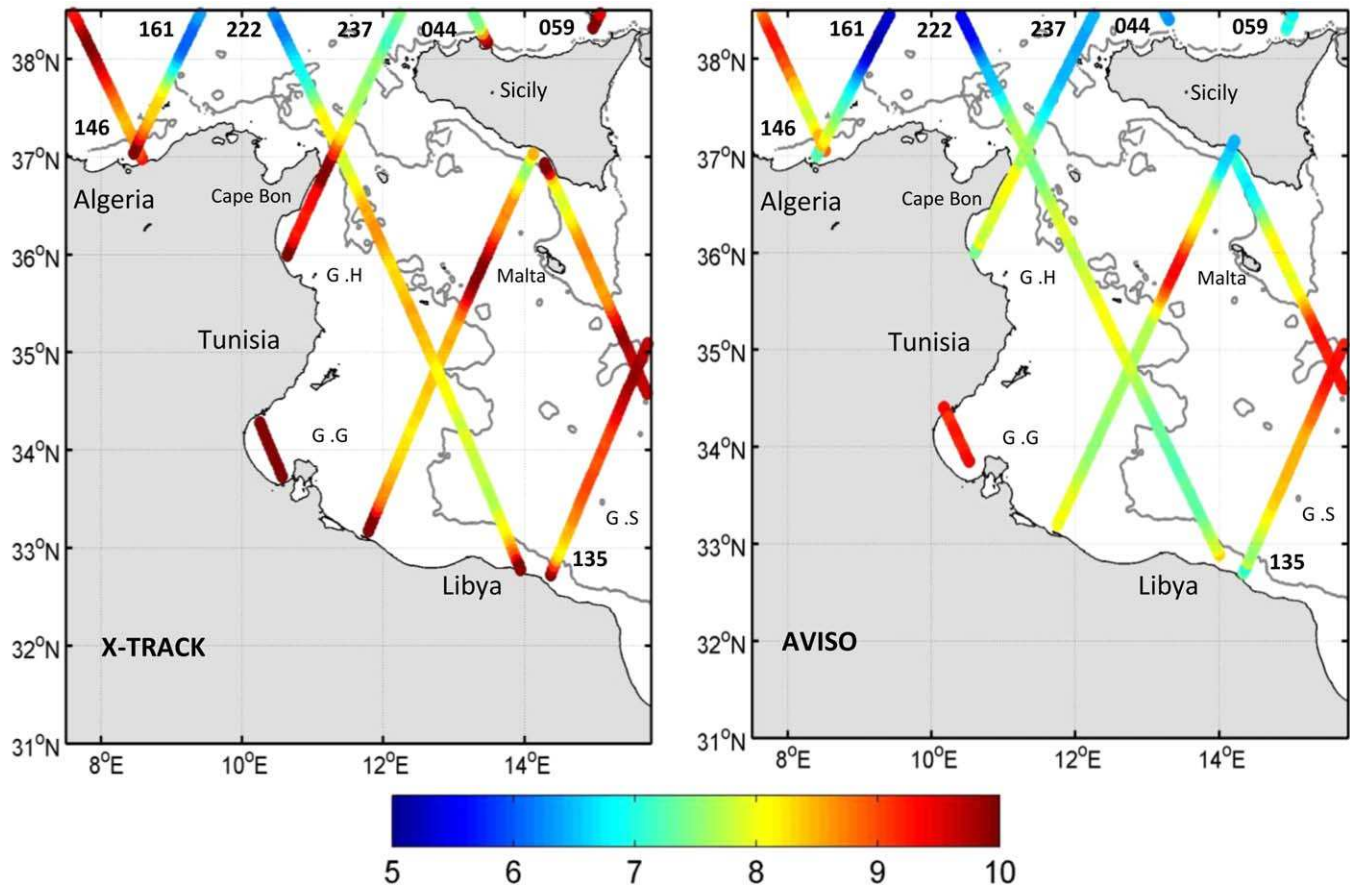 161 222 237 044 059
38°N
Sicily
146
37°N
Algeria
Cape Bon
36°N
G .H
Malta
Tunisia
35°N
G .G
34°N
G .S
33°N
135
Libya
32°N
X-TRACK
31°N
8°E 10°E 12°E 14°E
161 222 237 044 059
38°N
Sicily
146
37°N
Algeria
Cape Bon
36°N
G .H
Malta
Tunisia
35°N
G .G
34°N
G .S
33°N
135
Libya
32°N
AVISO
31°N
8°E 10°E 12°E 14°E
5 6 7 8 9 10